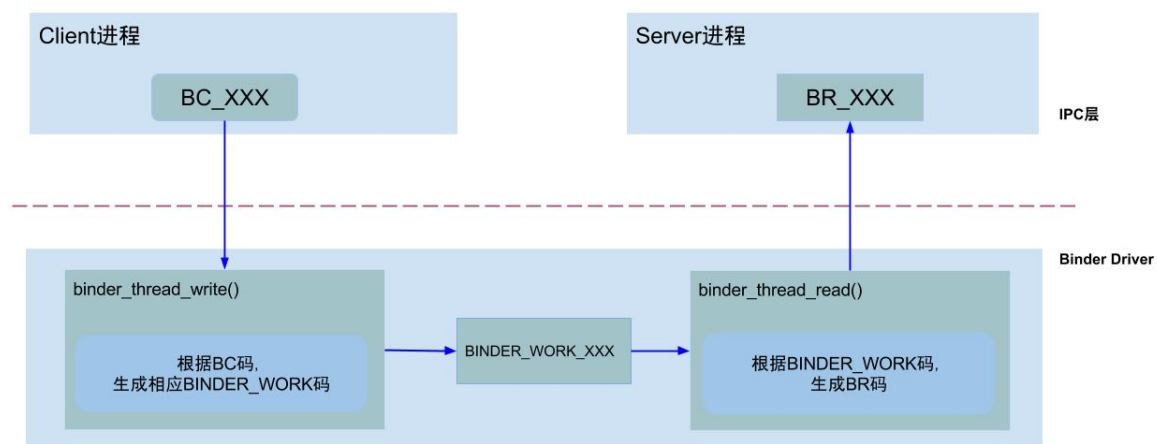 Client进程
Server进程
BC_XXX
BR_XXX
IPC层
Binder Driver
binder_thread_write()
binder_thread_read()
BINDER_WORK_XXX
根据BC码,
生成相应BINDER_WORK码
根据BINDER_WORK码,
生成BR码